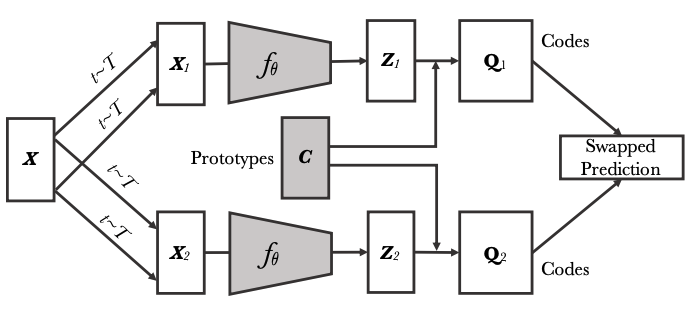 t~T
X₁
fθ
Z₁
Q₁
Codes
t~T
X
Prototypes
C
Swapped
Prediction
t~T
t~T
X₂
fθ
Z₂
Q₂
Codes